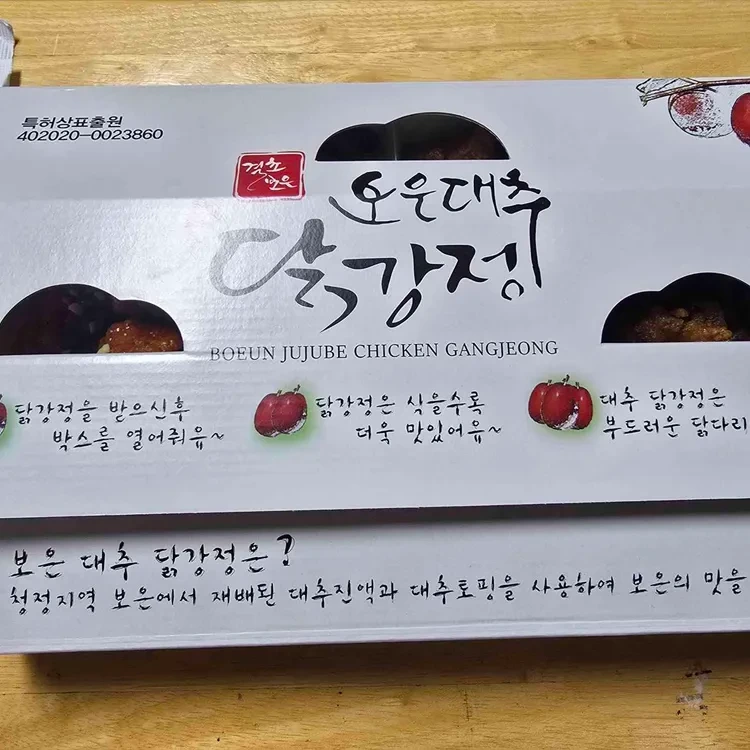 특허상표출원
402020-0023860
결초보은
보은대추
닭강정
BOEUN JUJUBE CHICKEN GANGJEONG
닭강정을 받으신후
박스를 열어줘유~
닭강정은 식을수록
더욱 맛있어유~
대추 닭강정은
부드러운 닭다리
보은 대추 닭강정은?
청정지역 보은에서 재배된 대추진액과 대추토핑을 사용하여 보은의 맛을